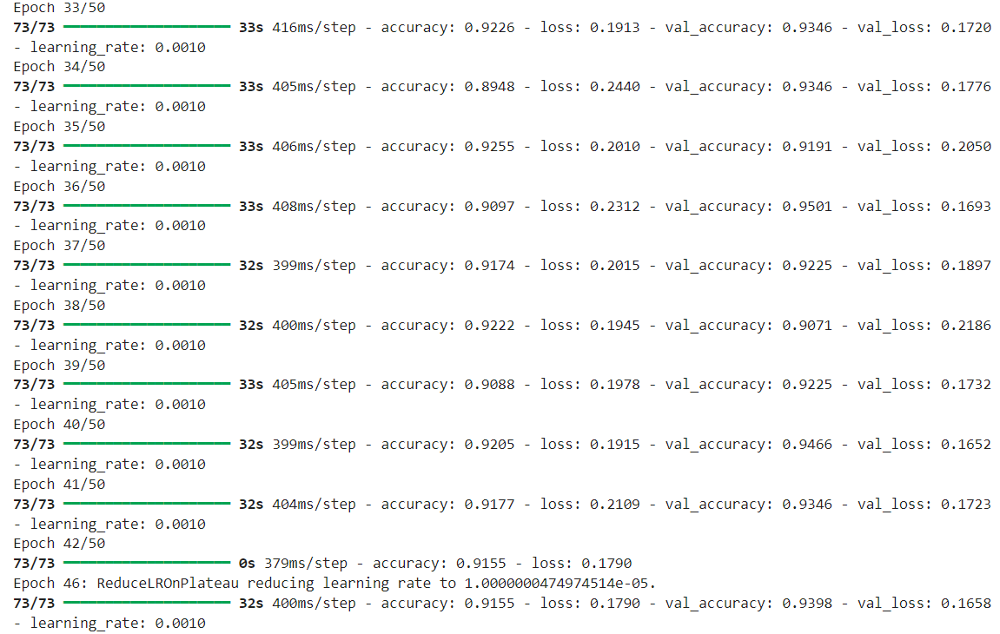 Epoch 33/50
73/73 ━━━━━━━━━━━━━━━━━━━━ 33s 416ms/step - accuracy: 0.9226 - loss: 0.1913 - val_accuracy: 0.9346 - val_loss: 0.1720
- learning_rate: 0.0010
Epoch 34/50
73/73 ━━━━━━━━━━━━━━━━━━━━ 33s 405ms/step - accuracy: 0.8948 - loss: 0.2440 - val_accuracy: 0.9346 - val_loss: 0.1776
- learning_rate: 0.0010
Epoch 35/50
73/73 ━━━━━━━━━━━━━━━━━━━━ 33s 406ms/step - accuracy: 0.9255 - loss: 0.2010 - val_accuracy: 0.9191 - val_loss: 0.2050
- learning_rate: 0.0010
Epoch 36/50
73/73 ━━━━━━━━━━━━━━━━━━━━ 33s 408ms/step - accuracy: 0.9097 - loss: 0.2312 - val_accuracy: 0.9501 - val_loss: 0.1693
- learning_rate: 0.0010
Epoch 37/50
73/73 ━━━━━━━━━━━━━━━━━━━━ 32s 399ms/step - accuracy: 0.9174 - loss: 0.2015 - val_accuracy: 0.9225 - val_loss: 0.1897
- learning_rate: 0.0010
Epoch 38/50
73/73 ━━━━━━━━━━━━━━━━━━━━ 32s 400ms/step - accuracy: 0.9222 - loss: 0.1945 - val_accuracy: 0.9071 - val_loss: 0.2186
- learning_rate: 0.0010
Epoch 39/50
73/73 ━━━━━━━━━━━━━━━━━━━━ 33s 405ms/step - accuracy: 0.9088 - loss: 0.1978 - val_accuracy: 0.9225 - val_loss: 0.1732
- learning_rate: 0.0010
Epoch 40/50
73/73 ━━━━━━━━━━━━━━━━━━━━ 32s 399ms/step - accuracy: 0.9205 - loss: 0.1915 - val_accuracy: 0.9466 - val_loss: 0.1652
- learning_rate: 0.0010
Epoch 41/50
73/73 ━━━━━━━━━━━━━━━━━━━━ 32s 404ms/step - accuracy: 0.9177 - loss: 0.2109 - val_accuracy: 0.9346 - val_loss: 0.1723
- learning_rate: 0.0010
Epoch 42/50
73/73 ━━━━━━━━━━━━━━━━━━━━ 0s 379ms/step - accuracy: 0.9155 - loss: 0.1790
Epoch 46: ReduceLROnPlateau reducing learning rate to 1.0000000474974514e-05.
73/73 ━━━━━━━━━━━━━━━━━━━━ 32s 400ms/step - accuracy: 0.9155 - loss: 0.1790 - val_accuracy: 0.9398 - val_loss: 0.1658
- learning_rate: 0.0010